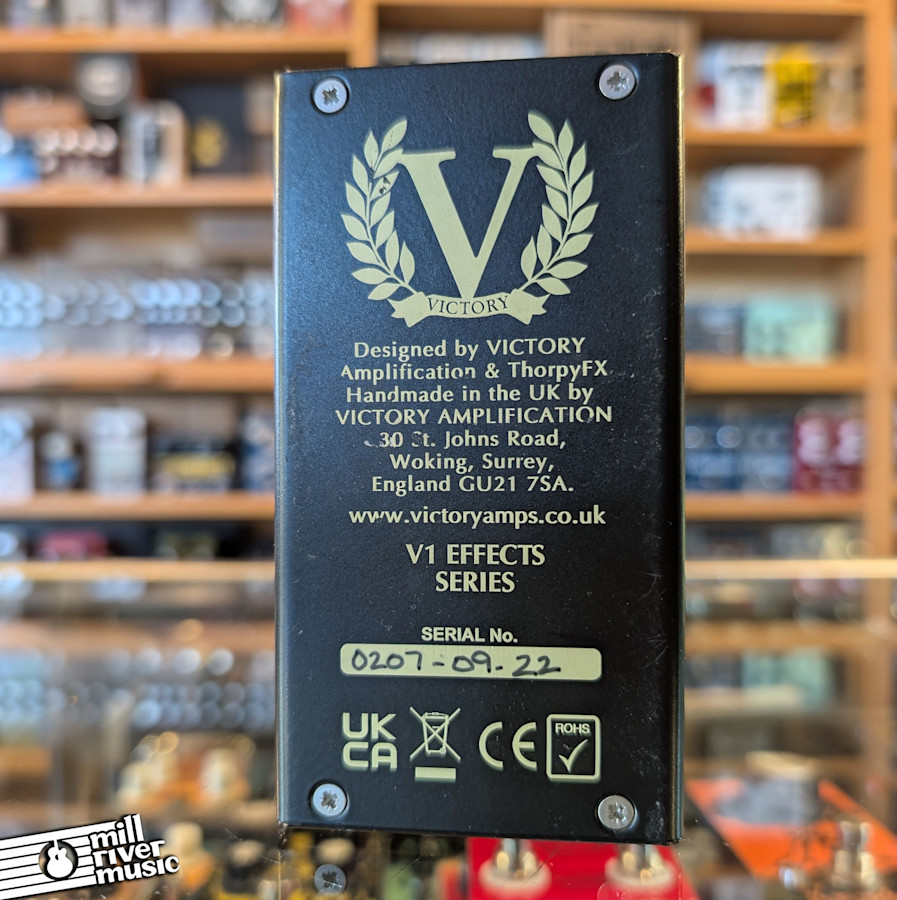 V
VICTORY
Designed by VICTORY
Amplification & ThorpyFX
Handmade in the UK by
VICTORY AMPLIFICATION
30 St. Johns Road,
Woking, Surrey,
England GU21 7SA.
www.victoryamps.co.uk
V1 EFFECTS
SERIES
SERIAL No.
0207-09-22
UK
CA
CE
ROHS
mill
river
music